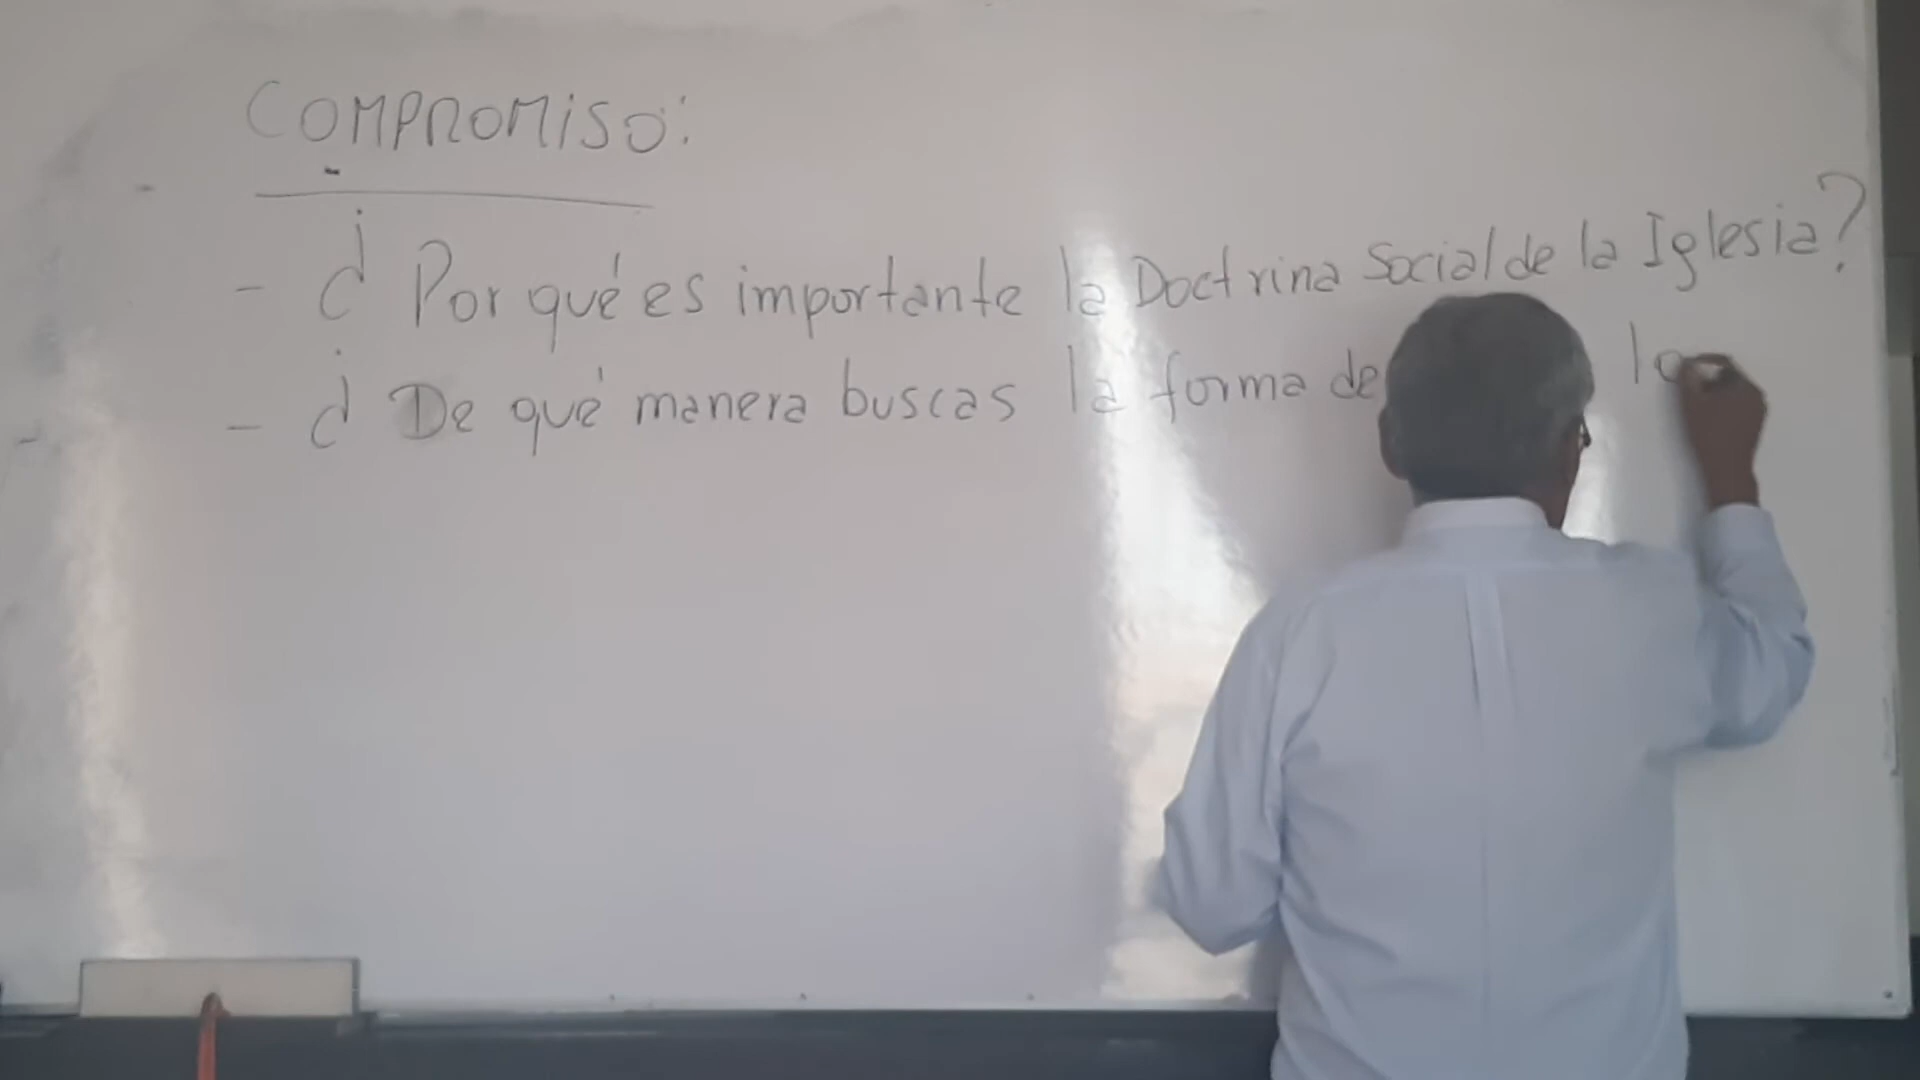 COMPROMISO:
- ¿Por qué es importante la Doctrina Social de la Iglesia?
- ¿De qué manera buscas la forma de